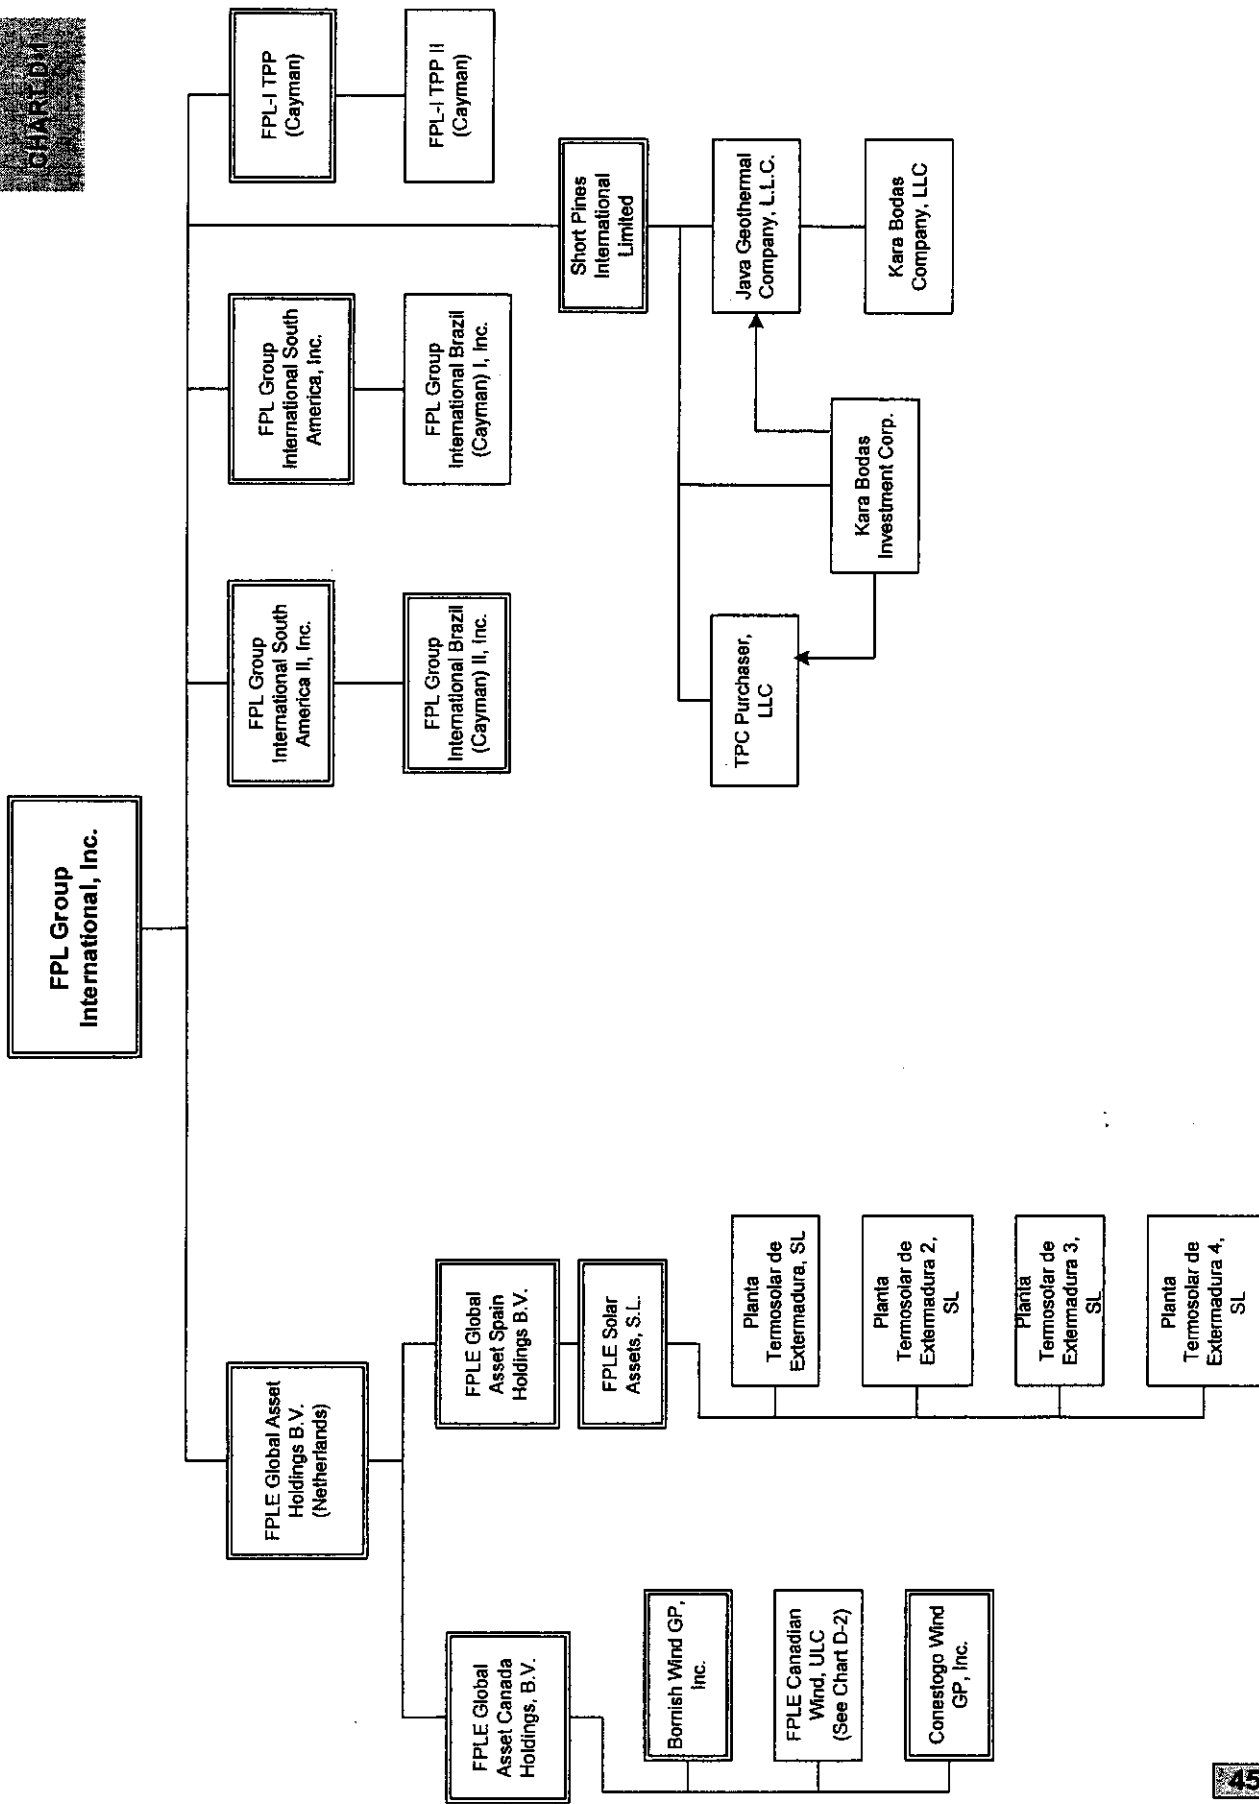 CHART D-1
FPL Group
International, Inc.
FPLE Global Asset
Holdings B.V.
(Netherlands)
FPL Group
International South
America II, Inc.
FPL Group
International South
America, Inc.
FPL-I TPP
(Cayman)
FPLE Global
Asset Canada
Holdings, B.V.
FPLE Global
Asset Spain
Holdings B.V.
FPL Group
International Brazil
(Cayman) II, Inc.
FPL Group
International Brazil
(Cayman) I, Inc.
FPL-I TPP II
(Cayman)
FPLE Solar
Assets, S.L.
Short Pines
International
Limited
Bornish Wind GP,
Inc.
FPLE Canadian
Wind, ULC
(See Chart D-2)
Conestogo Wind
GP, Inc.
Planta
Termosolar de
Extermadura, SL
Planta
Termosolar de
Extermadura 2,
SL
Planta
Termosolar de
Extermadura 3,
SL
Planta
Termosolar de
Extermadura 4,
SL
TPC Purchaser,
LLC
Java Geothermal
Company, L.L.C.
Kara Bodas
Investment Corp.
Kara Bodas
Company, LLC
45